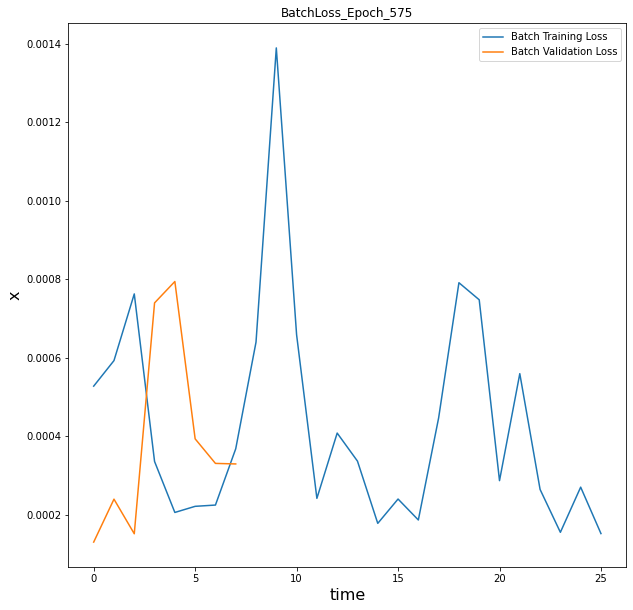 BatchLoss_Epoch_575
Batch Training Loss
Batch Validation Loss
0.0014
0.0012
0.0010
0.0008
0.0006
0.0004
0.0002
x
0 5 10 15 20 25
time